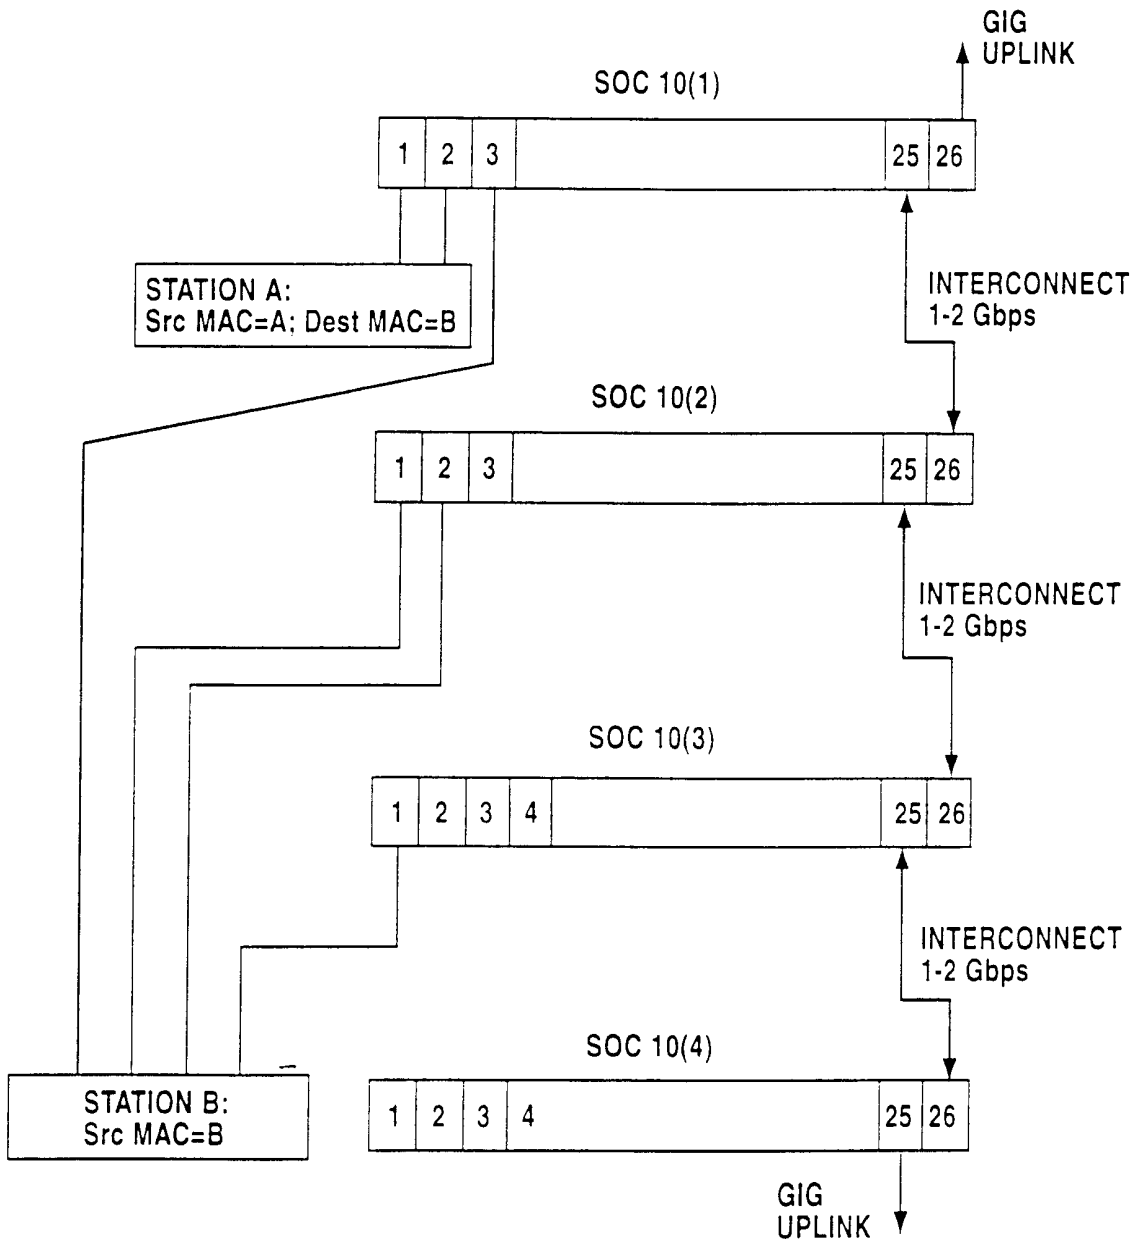 GIG
UPLINK
SOC 10(1)
1 2 3 25 26
STATION A:
Src MAC=A; Dest MAC=B
INTERCONNECT
1-2 Gbps
SOC 10(2)
1 2 3 25 26
INTERCONNECT
1-2 Gbps
SOC 10(3)
1 2 3 4 25 26
INTERCONNECT
1-2 Gbps
SOC 10(4)
1 2 3 4 25 26
STATION B:
Src MAC=B
GIG
UPLINK